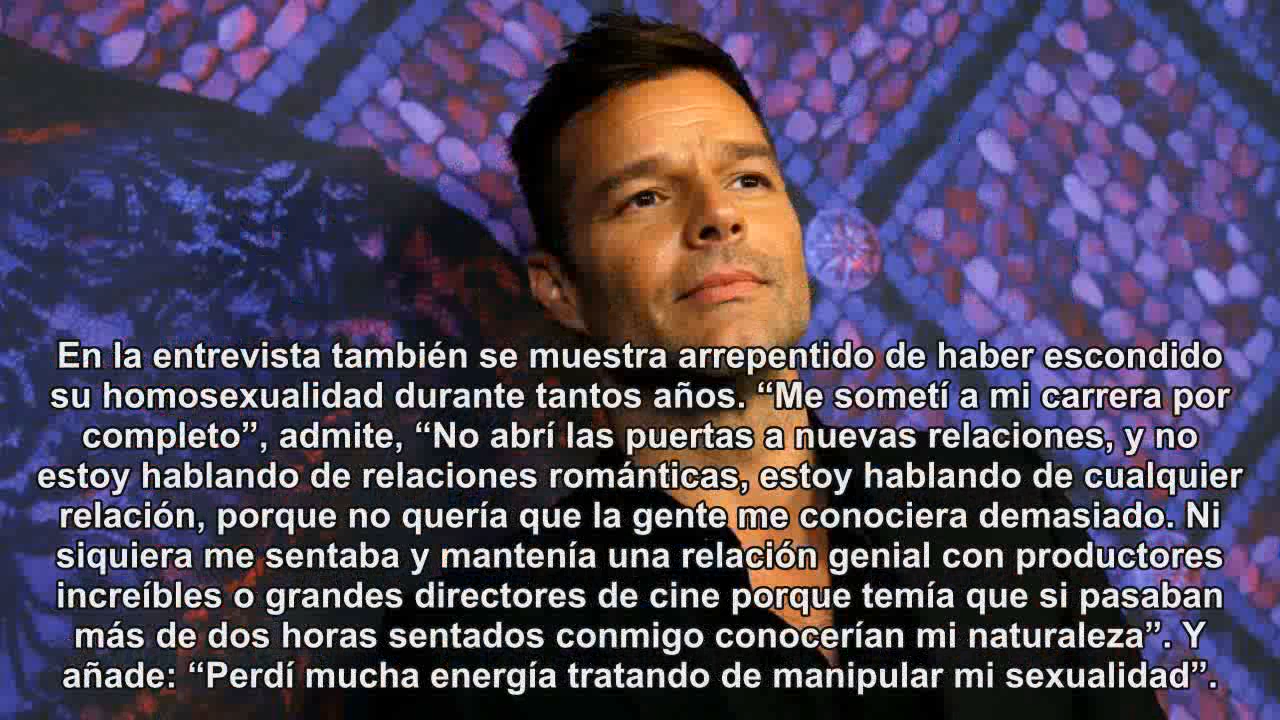 En la entrevista también se muestra arrepentido de haber escondido
su homosexualidad durante tantos años. “Me sometí a mi carrera por
completo”, admite, “No abrí las puertas a nuevas relaciones, y no
estoy hablando de relaciones románticas, estoy hablando de cualquier
relación, porque no quería que la gente me conociera demasiado. Ni
siquiera me sentaba y mantenía una relación genial con productores
increíbles o grandes directores de cine porque temía que si pasaban
más de dos horas sentados conmigo conocerían mi naturaleza”. Y
añade: “Perdí mucha energía tratando de manipular mi sexualidad”.